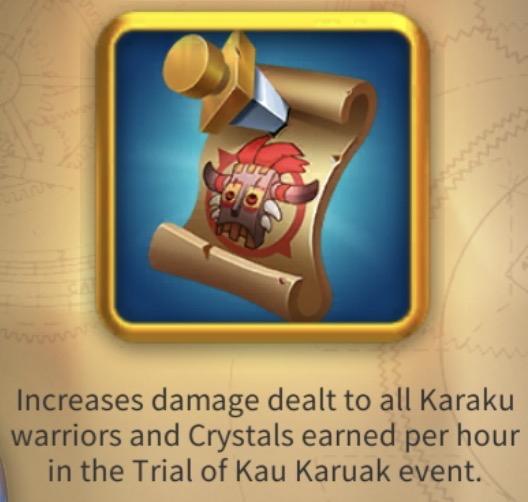 Increases damage dealt to all Karaku
warriors and Crystals earned per hour
in the Trial of Kau Karuak event.